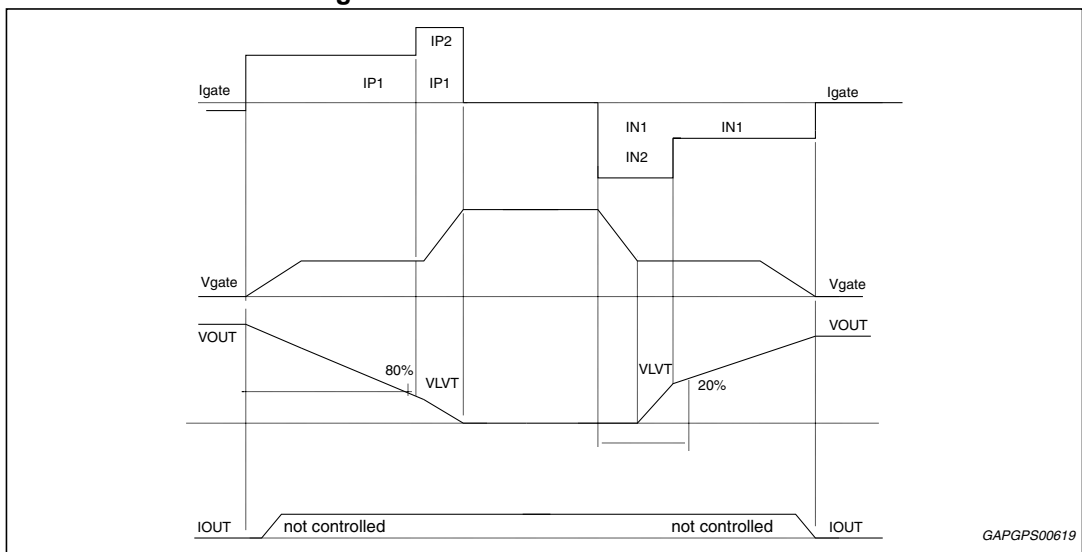 g
IP2
IP1 IP1
Igate Igate
IN1 IN1
IN2
Vgate Vgate
VOUT VOUT
80% VLVT VLVT 20%
IOUT not controlled not controlled IOUT
GAPGPS00619